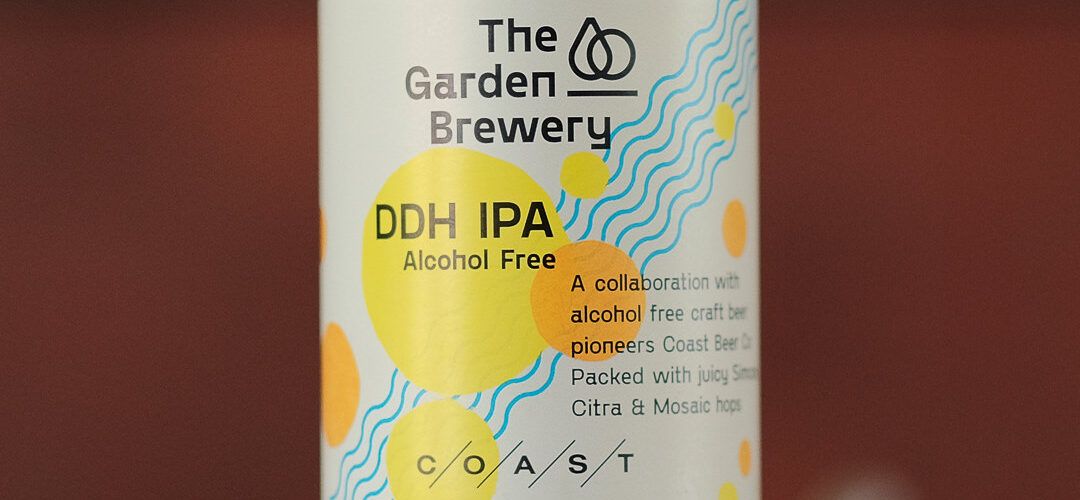 The
Garden
Brewery
DDH IPA
Alcohol Free
A collaboration with
alcohol free craft beer
pioneers Coast Beer
Packed with juicy
Citra & Mosaic hops
C/O/A/S/T